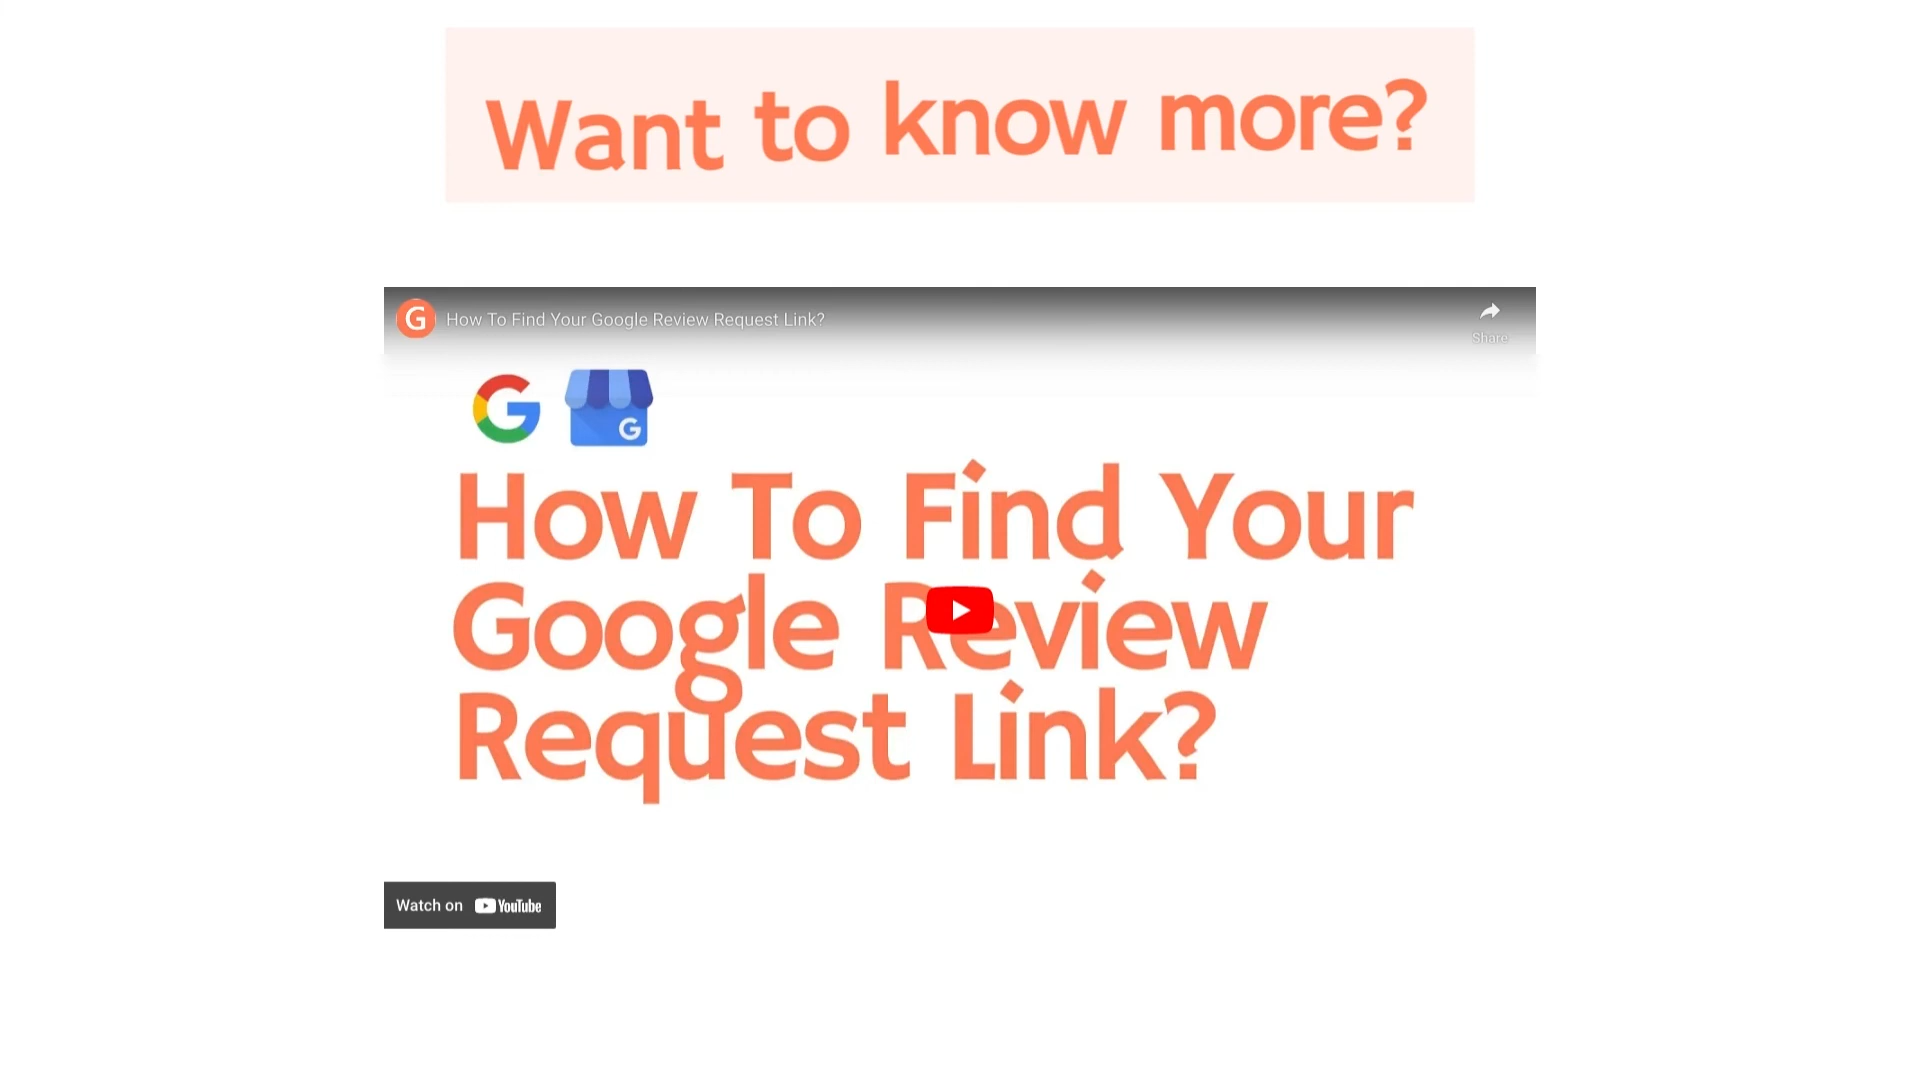 Want to know more?
G How To Find Your Google Review Request Link?
Share
G G
How To Find Your
Google Review
Request Link?
Watch on YouTube